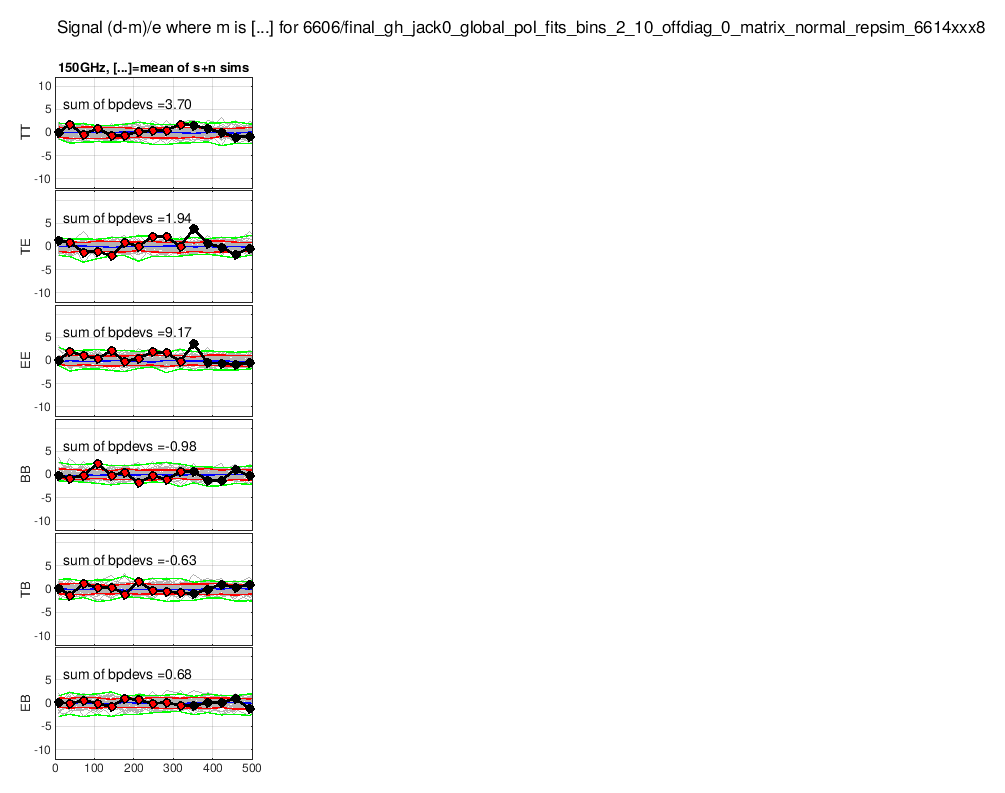 Signal (d-m)/e where m is [...] for 6606/final_gh_jack0_global_pol_fits_bins_2_10_offdiag_0_matrix_normal_repsim_6614xxx8
150GHz, [...]=mean of s+n sims
10
5
0
-5
-10
TT
sum of bpdevs =3.70
5
0
-5
-10
TE
sum of bpdevs =1.94
5
0
-5
-10
EE
sum of bpdevs =9.17
5
0
-5
-10
BB
sum of bpdevs =-0.98
5
0
-5
-10
TB
sum of bpdevs =-0.63
5
0
-5
-10
EB
sum of bpdevs =0.68
0 100 200 300 400 500